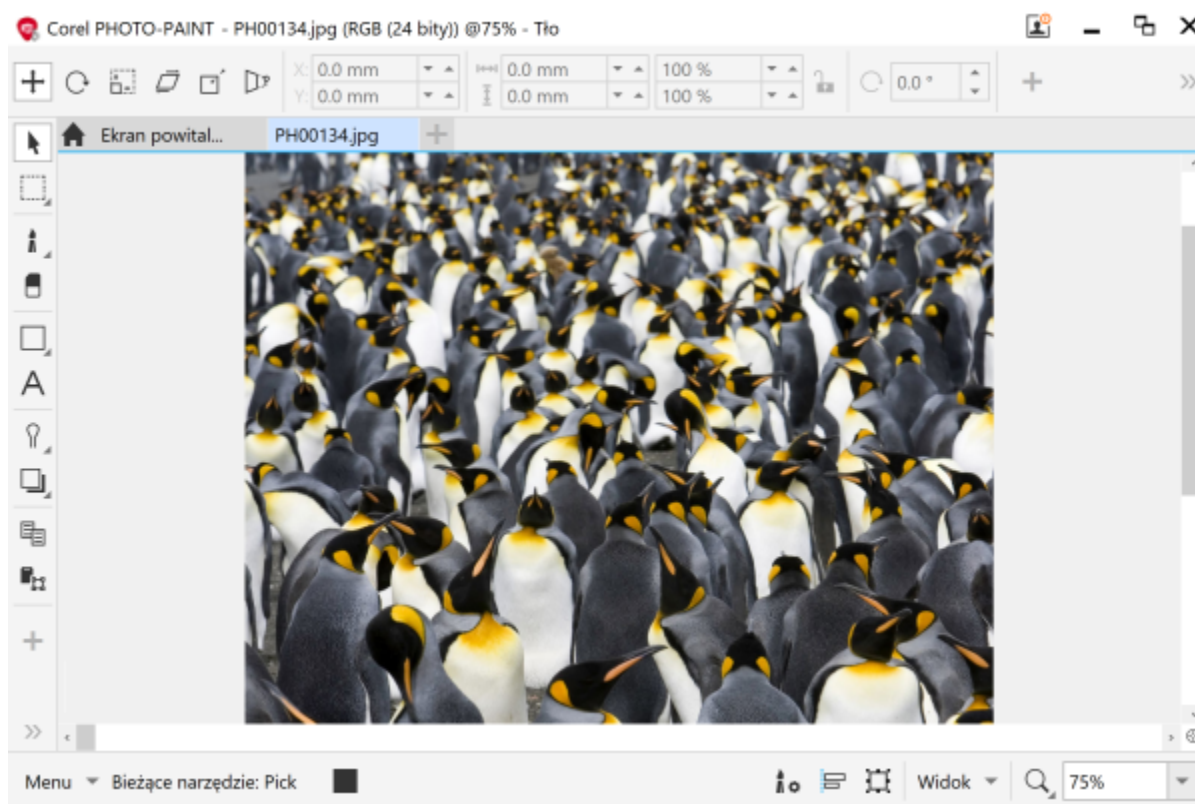 Corel PHOTO-PAINT - PH00134.jpg (RGB (24 bity)) @75% - Tło
X: 0.0 mm 0.0 mm 100 % 0.0 °
Y: 0.0 mm 0.0 mm 100 %
Ekran powital... PH00134.jpg
A
Menu Bieżące narzędzie: Pick Widok 75%